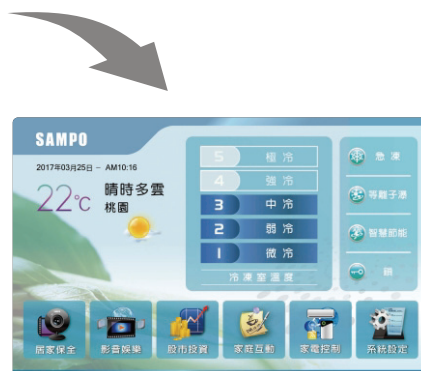 SAMPO
2017年03月25日 - AM10:16
22°C
晴時多雲
桃園
5 極冷
4 強冷
3 中冷
2 弱冷
1 微冷
冷凍室溫度
急凍
等離子源
智慧節能
鎖
居家保全
影音娛樂
股市投資
家庭互動
家電控制
系統設定